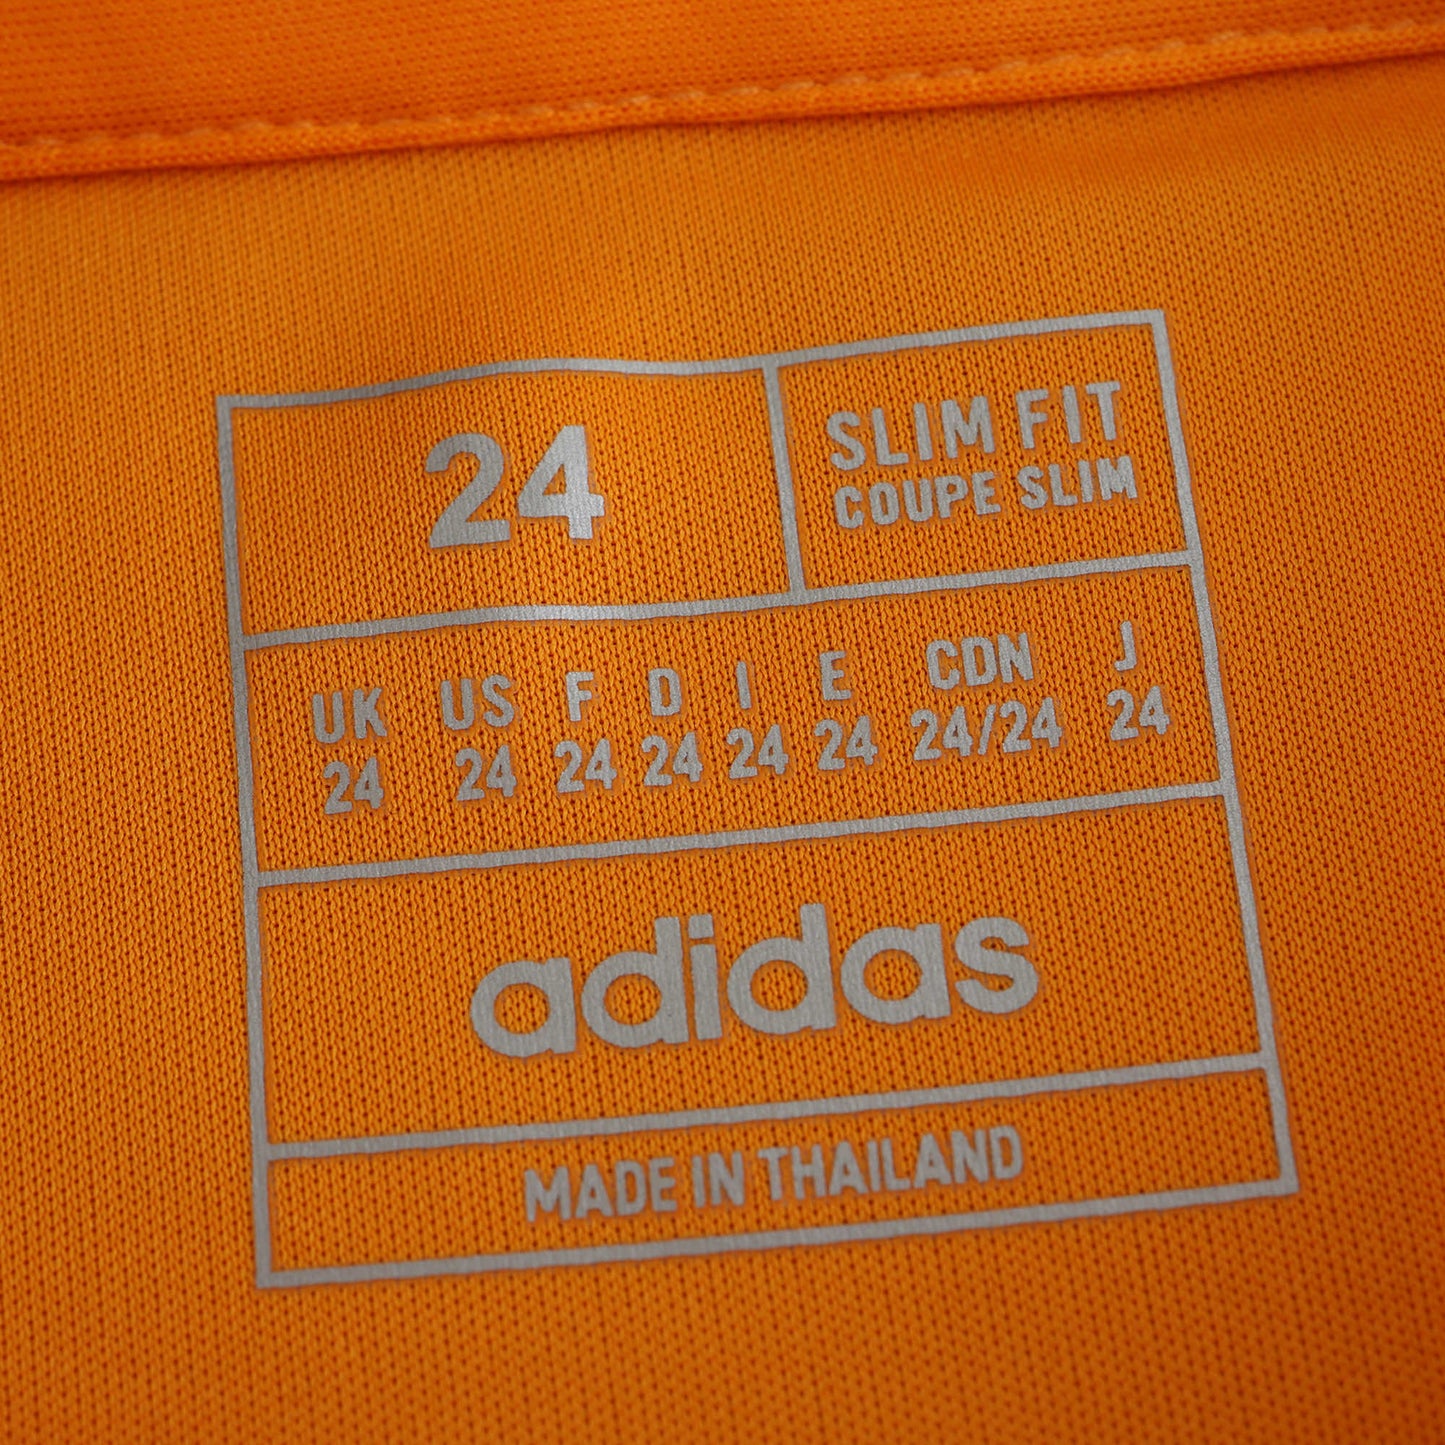 24
SLIM FIT
COUPE SLIM
UK US F D I E CDN J
24 24 24 24 24 24 24/24 24
adidas
MADE IN THAILAND